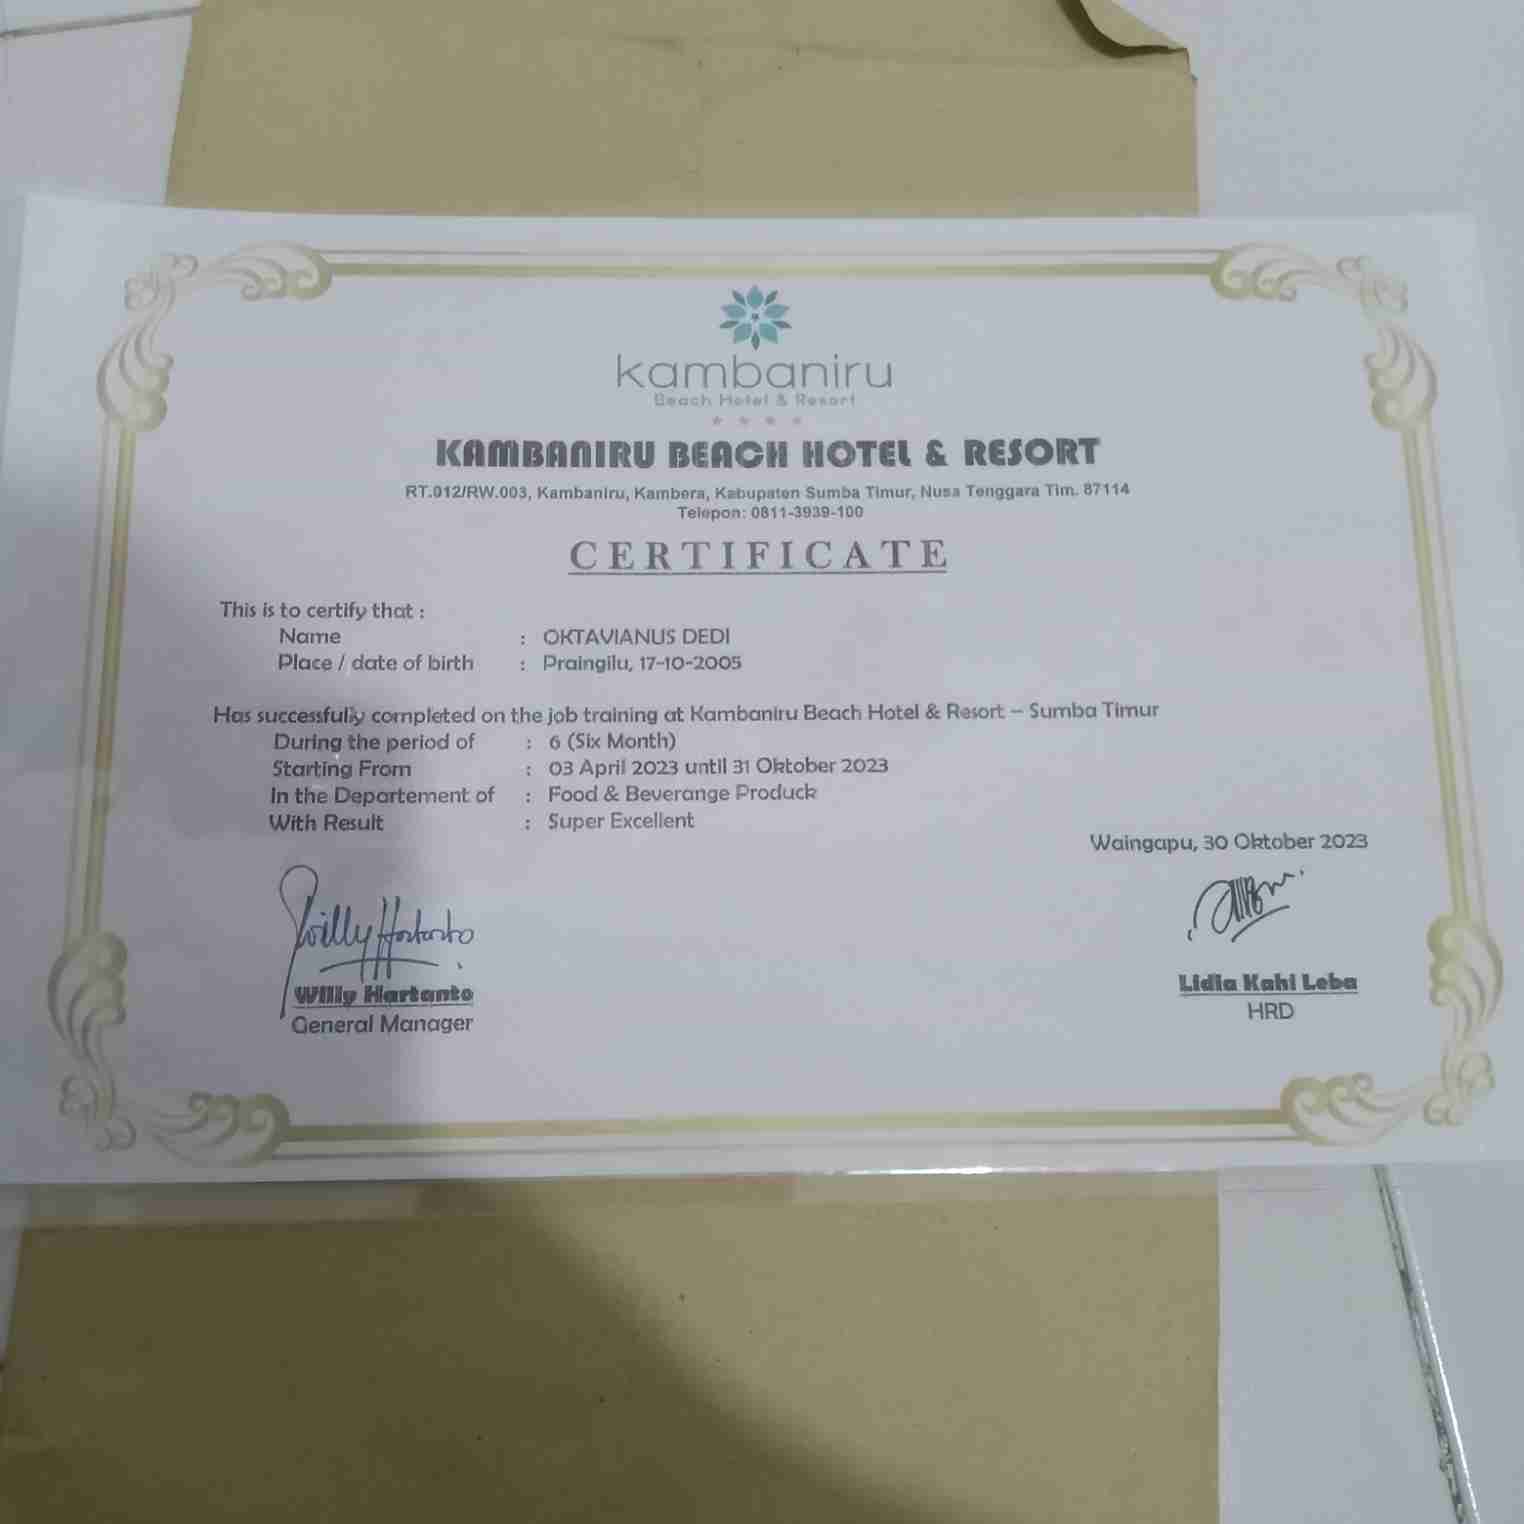 kambaniru
Beach Hotel & Resort
KAMBANIRU BEACH HOTEL & RESORT
RT.012/RW.003, Kambaniru, Kambera, Kabupaten Sumba Timur, Nusa Tenggara Tim. 87114
Telepon: 0811-3939-100
CERTIFICATE
This is to certify that :
Name : OKTAVIANUS DEDI
Place / date of birth : Praingilu, 17-10-2005
Has successfully completed on the job training at Kambaniru Beach Hotel & Resort – Sumba Timur
During the period of : 6 (Six Month)
Starting From : 03 April 2023 until 31 Oktober 2023
In the Departement of : Food & Beverange Produck
With Result : Super Excellent
Waingapu, 30 Oktober 2023
Willy Hartanto
Willy Hartanto
General Manager
Lidia Kahi Leba
HRD